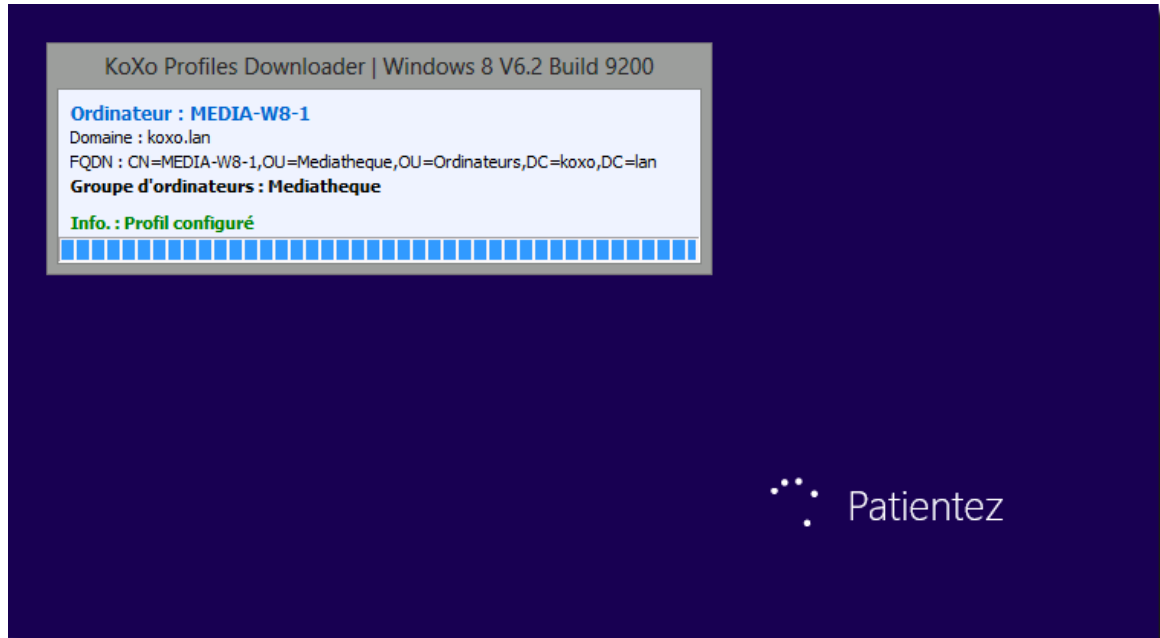 KoXo Profiles Downloader | Windows 8 V6.2 Build 9200
Ordinateur : MEDIA-W8-1
Domaine : koxo.lan
FQDN : CN=MEDIA-W8-1,OU=Mediatheque,OU=Ordinateurs,DC=koxo,DC=lan
Groupe d'ordinateurs : Mediatheque
Info. : Profil configuré
Patientez